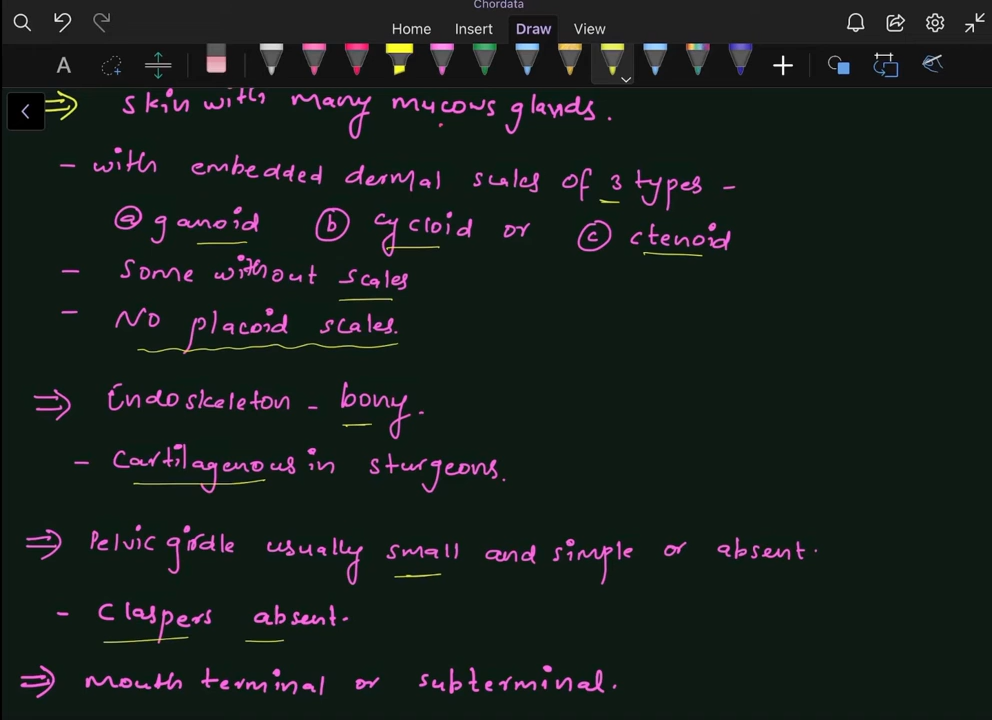 Chordata
Home Insert Draw View
A
⇒ skin with many mucous glands.
- with embedded dermal scales of 3 types -
ⓐ ganoid ⓑ cycloid or ⓒ ctenoid
- Some without scales
- No placoid scales.
⇒ Endoskeleton - bony.
- Cartilagenous in sturgeons.
⇒ Pelvic girdle usually small and simple or absent.
- Claspers absent.
⇒ mouth terminal or subterminal.